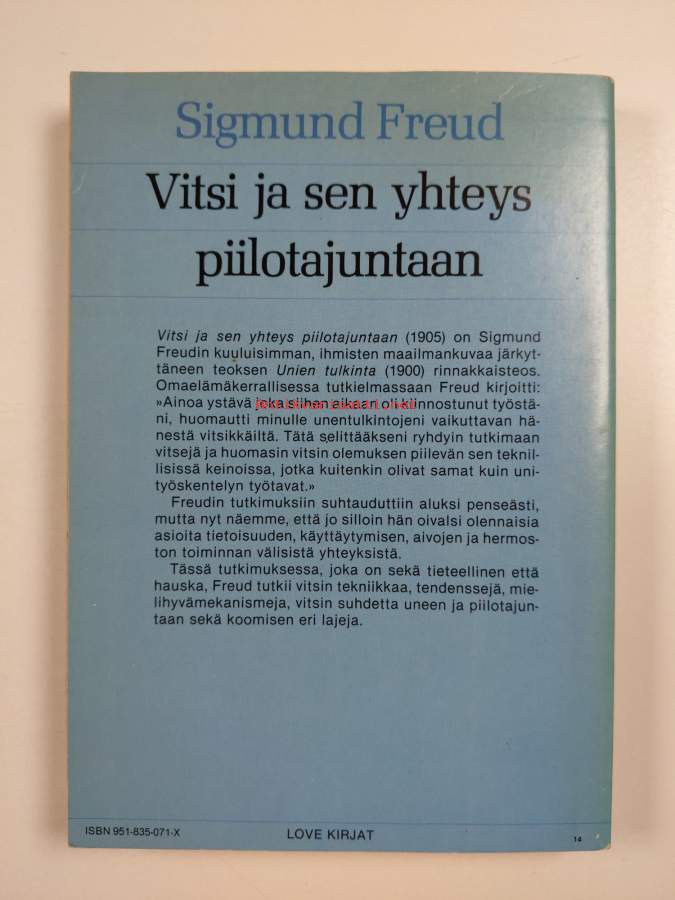 Sigmund Freud
Vitsi ja sen yhteys
piilotajuntaan
Vitsi ja sen yhteys piilotajuntaan (1905) on Sigmund
Freudin kuuluisimman, ihmisten maailmankuvaa järkyt-
täneen teoksen Unien tulkinta (1900) rinnakkaisteos.
Omaelämäkerrallisessa tutkielmassaan Freud kirjoitti:
»Ainoa ystävä joka siihen aikaan oli kiinnostunut työstä-
ni, huomautti minulle unentulkintojeni vaikuttavan hä-
nestä vitsikkäiltä. Tätä selittääkseni ryhdyin tutkimaan
vitsejä ja huomasin vitsin olemuksen piilevän sen teknil-
lisissä keinoissa, jotka kuitenkin olivat samat kuin uni-
työskentelyn työtavat.»
Freudin tutkimuksiin suhtauduttiin aluksi penseästi,
mutta nyt näemme, että jo silloin hän oivalsi olennaisia
asioita tietoisuuden, käyttäytymisen, aivojen ja hermos-
ton toiminnan välisistä yhteyksistä.
Tässä tutkimuksessa, joka on sekä tieteellinen että
hauska, Freud tutkii vitsin tekniikkaa, tendenssejä, mie-
lihyvämekanismeja, vitsin suhdetta uneen ja piilotajun-
taan sekä koomisen eri lajeja.
ISBN 951-835-071-X
LOVE KIRJAT
14